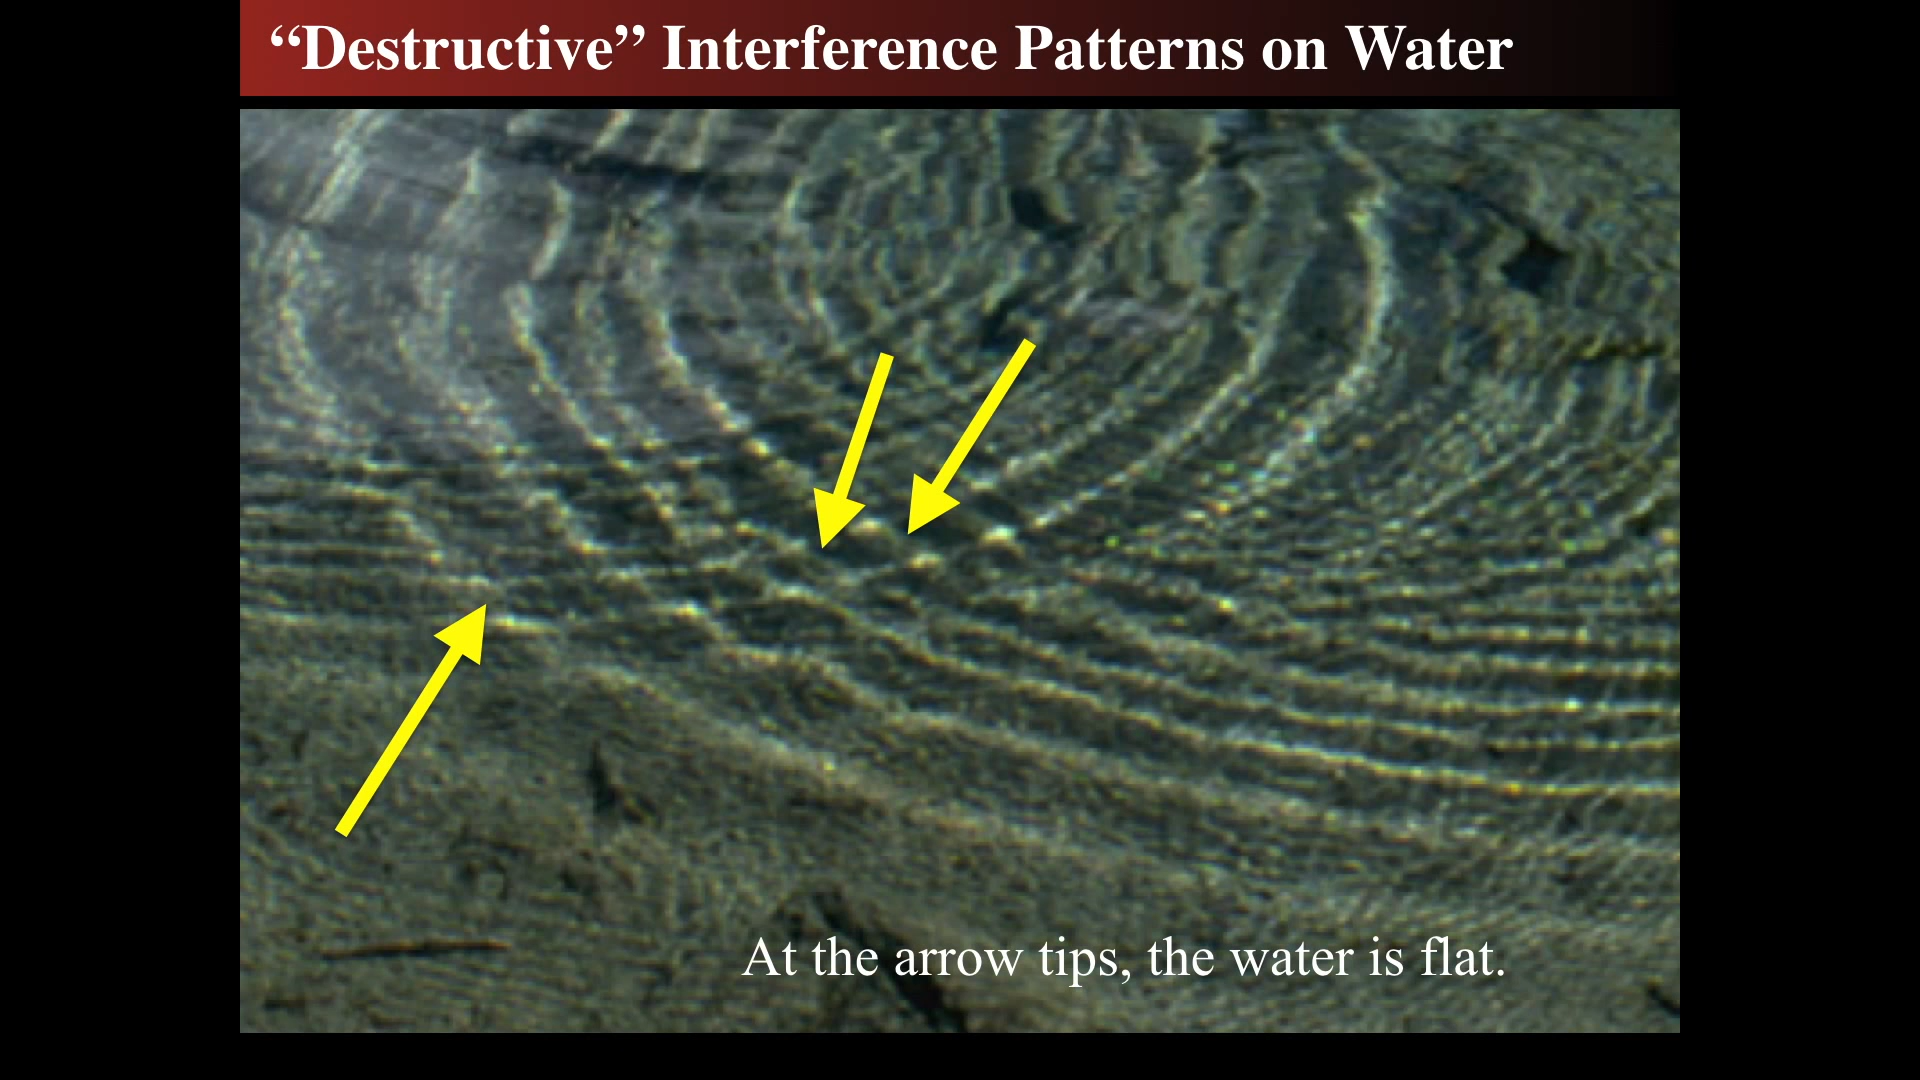 “Destructive” Interference Patterns on Water
At the arrow tips, the water is flat.